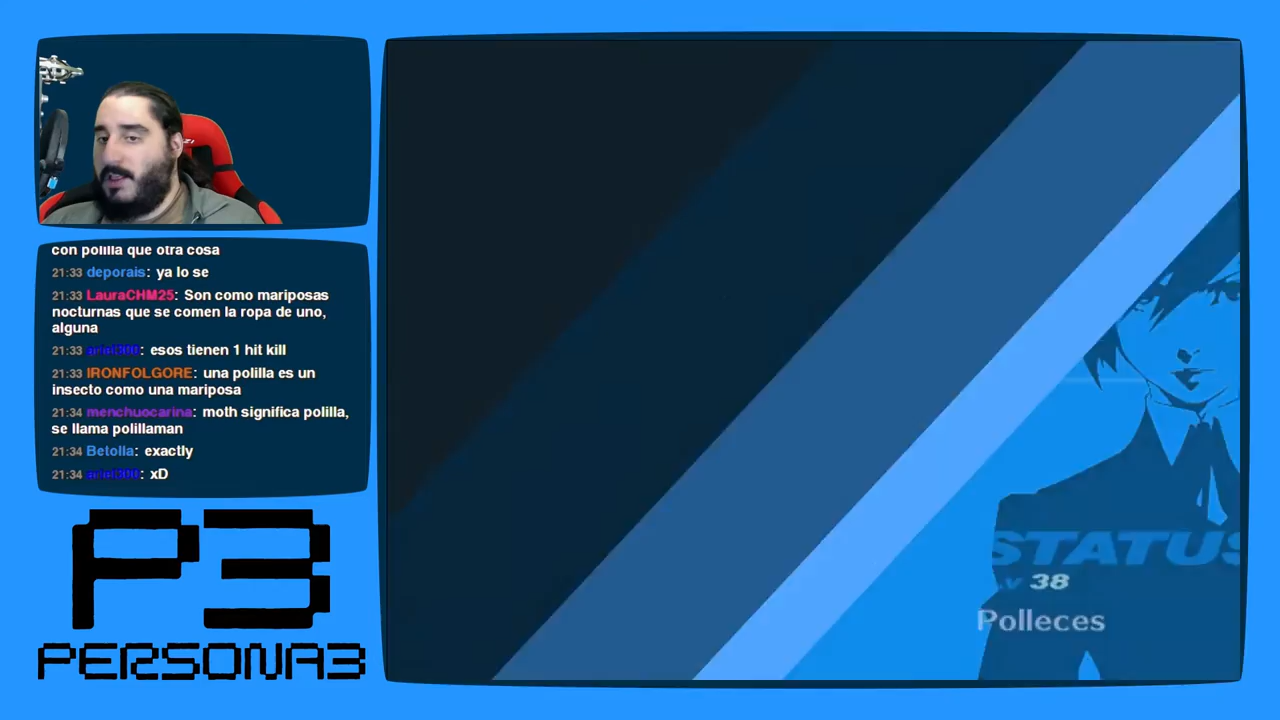 con polilla que otra cosa
21:33 deporais: ya lo se
21:33 LauraCHM25: Son como mariposas
nocturnas que se comen la ropa de uno,
alguna
21:33 ariel300: esos tienen 1 hit kill
21:33 IRONFOLGORE: una polilla es un
insecto como una mariposa
21:34 menchuocarina: moth significa polilla,
se llama polillaman
21:34 Betolla: exactly
21:34 ariel300: xD
P3
PERSONA3
STATUS
Lv 38
Polleces